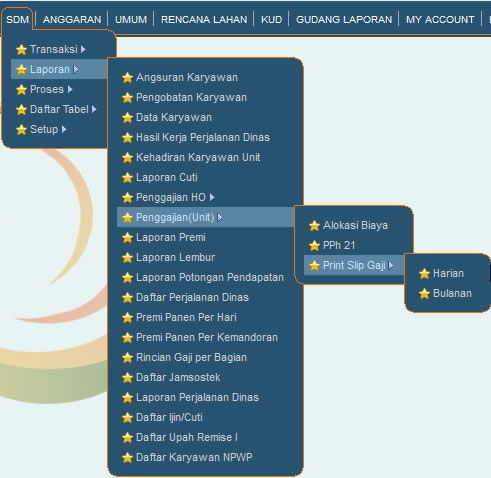 SDM ANGGARAN UMUM RENCANA LAHAN KUD GUDANG LAPORAN MY ACCOUNT
Transaksi
Laporan
Proses
Daftar Tabel
Setup
Angsuran Karyawan
Pengobatan Karyawan
Data Karyawan
Hasil Kerja Perjalanan Dinas
Kehadiran Karyawan Unit
Laporan Cuti
Penggajian HO
Penggajian(Unit)
Laporan Premi
Laporan Lembur
Laporan Potongan Pendapatan
Daftar Perjalanan Dinas
Premi Panen Per Hari
Premi Panen Per Kemandoran
Rincian Gaji per Bagian
Daftar Jamsostek
Laporan Perjalanan Dinas
Daftar Ijin/Cuti
Daftar Upah Remise I
Daftar Karyawan NPWP
Alokasi Biaya
PPh 21
Print Slip Gaji
Harian
Bulanan